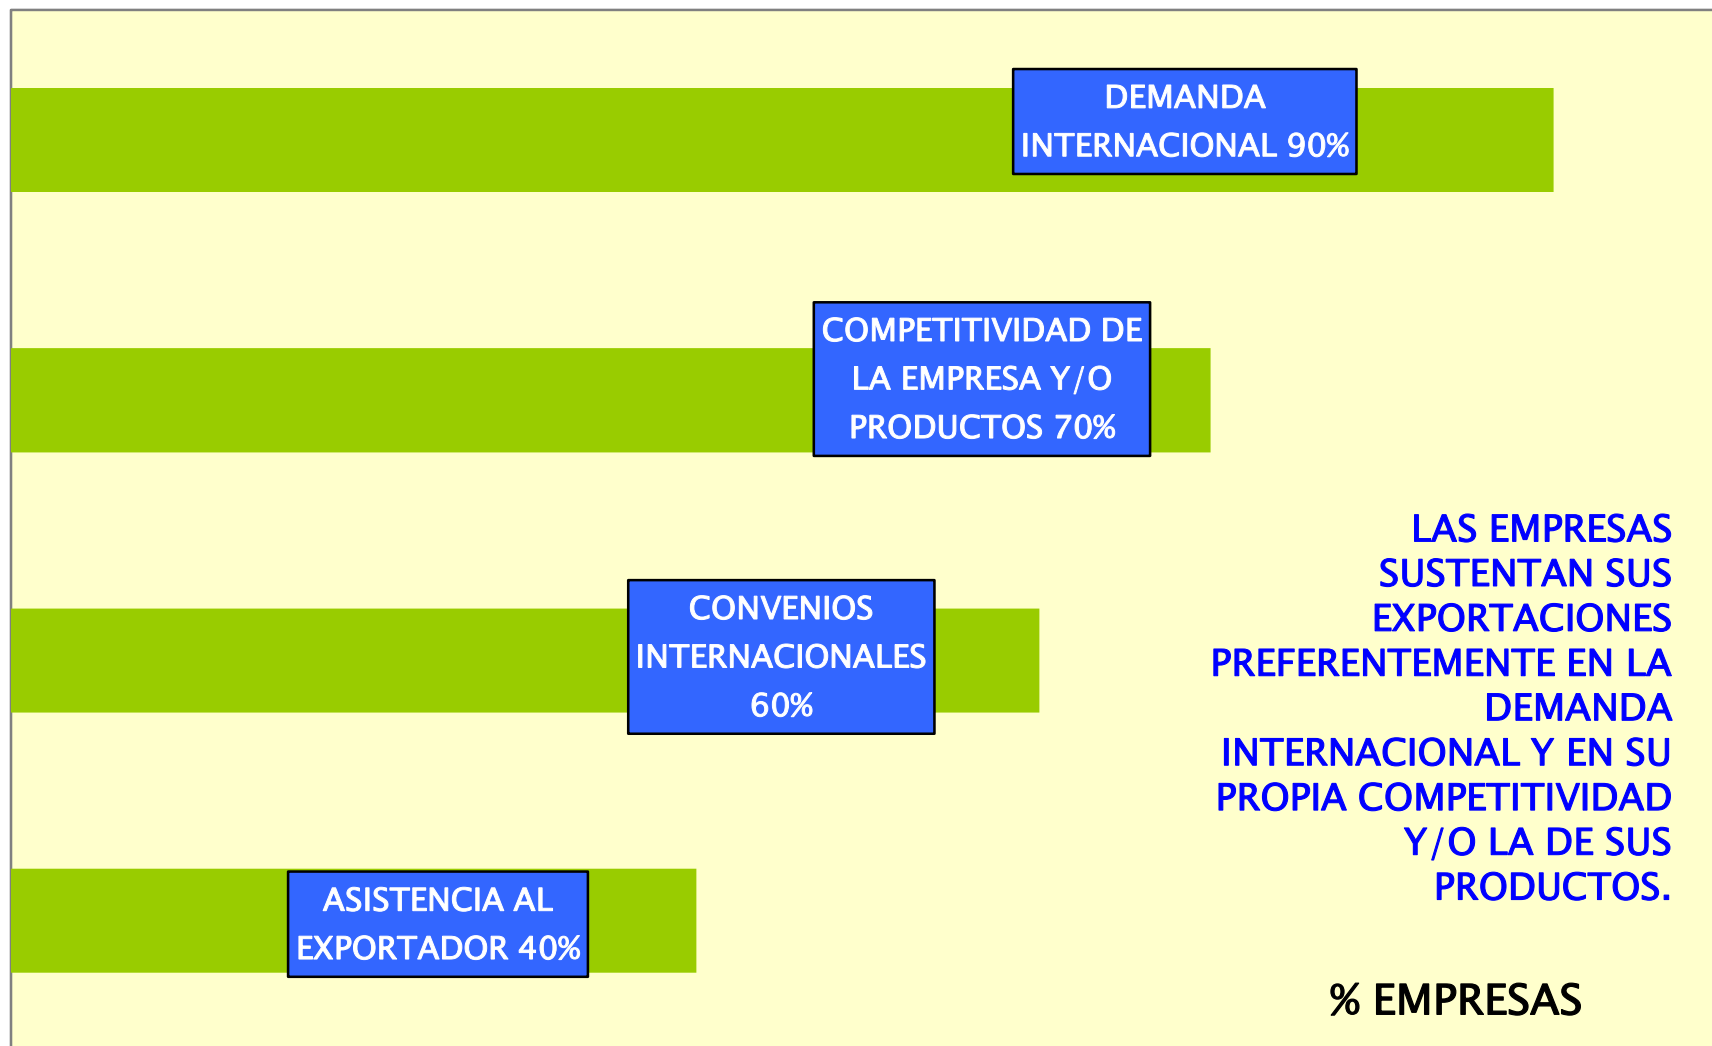 DEMANDA
INTERNACIONAL 90%
COMPETITIVIDAD DE
LA EMPRESA Y/O
PRODUCTOS 70%
CONVENIOS
INTERNACIONALES
60%
ASISTENCIA AL
EXPORTADOR 40%
LAS EMPRESAS
SUSTENTAN SUS
EXPORTACIONES
PREFERENTEMENTE EN LA
DEMANDA
INTERNACIONAL Y EN SU
PROPIA COMPETITIVIDAD
Y/O LA DE SUS
PRODUCTOS.
% EMPRESAS